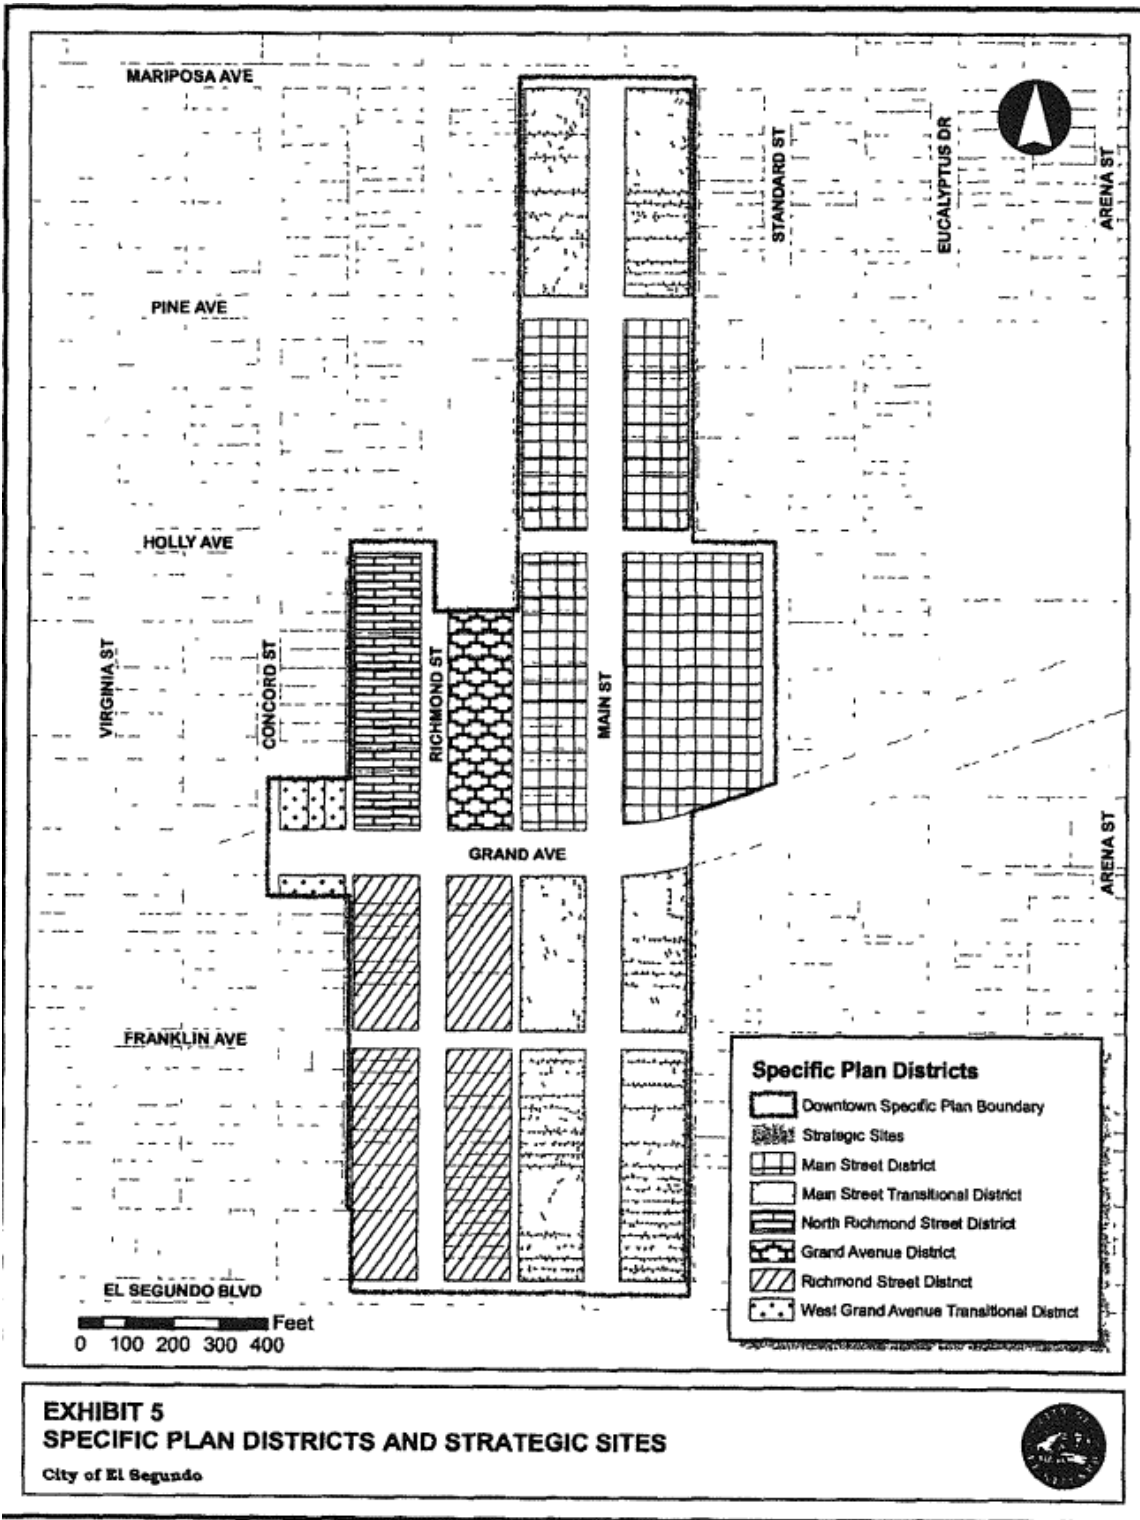 MARIPOSA AVE
STANDARD ST
EUCALYPTUS DR
ARENA ST
PINE AVE
HOLLY AVE
VIRGINIA ST
CONCORD ST
RICHMOND ST
MAIN ST
GRAND AVE
ARENA ST
FRANKLIN AVE
Specific Plan Districts
Downtown Specific Plan Boundary
Strategic Sites
Main Street District
Main Street Transitional District
North Richmond Street District
Grand Avenue District
Richmond Street District
West Grand Avenue Transitional District
EL SEGUNDO BLVD
Feet
0 100 200 300 400
EXHIBIT 5
SPECIFIC PLAN DISTRICTS AND STRATEGIC SITES
City of El Segundo